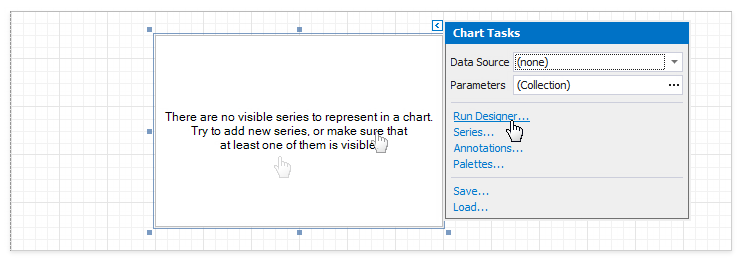 There are no visible series to represent in a chart.
Try to add new series, or make sure that
at least one of them is visible.
Chart Tasks
Data Source (none)
Parameters (Collection) ...
Run Designer...
Series...
Annotations...
Palettes...
Save...
Load...